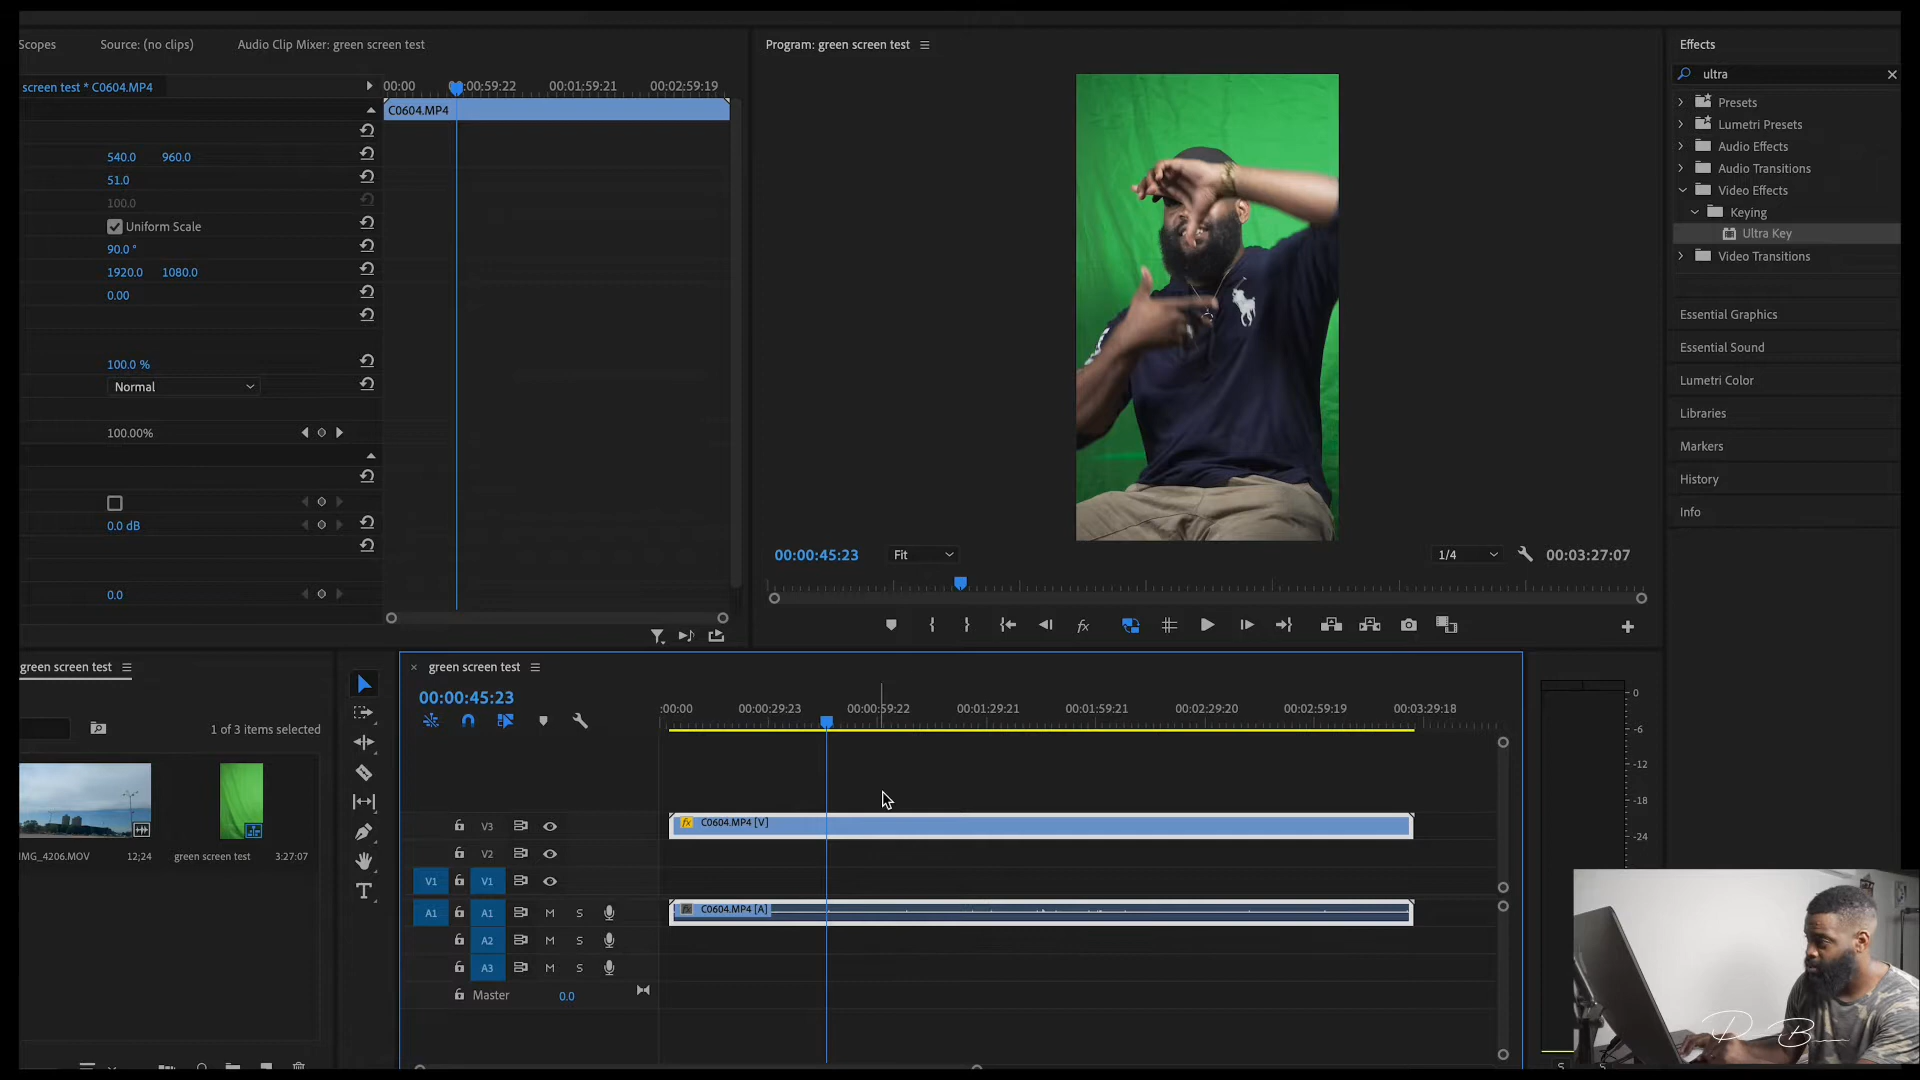 Scopes
Source: (no clips)
Audio Clip Mixer: green screen test
screen test * C0604.MP4
:00:00
00:00:59:22
00:01:59:21
00:02:59:19
C0604.MP4
540.0 960.0
51.0
100.0
Uniform Scale
90.0 °
1920.0 1080.0
0.00
100.0 %
Normal
100.00%
0.0 dB
0.0
Program: green screen test
00:00:45:23
Fit
1/4
00:03:27:07
Effects
ultra
Presets
Lumetri Presets
Audio Effects
Audio Transitions
Video Effects
Keying
Ultra Key
Video Transitions
Essential Graphics
Essential Sound
Lumetri Color
Libraries
Markers
History
Info
green screen test
1 of 3 items selected
IMG_4206.MOV 12;24
green screen test 3:27:07
green screen test
00:00:45:23
:00:00
00:00:29:23
00:00:59:22
00:01:29:21
00:01:59:21
00:02:29:20
00:02:59:19
00:03:29:18
V3
C0604.MP4 [V]
V2
V1 V1
A1 A1 M S
C0604.MP4 [A]
A2 M S
A3 M S
Master 0.0
0
-6
-12
-18
-24
S S